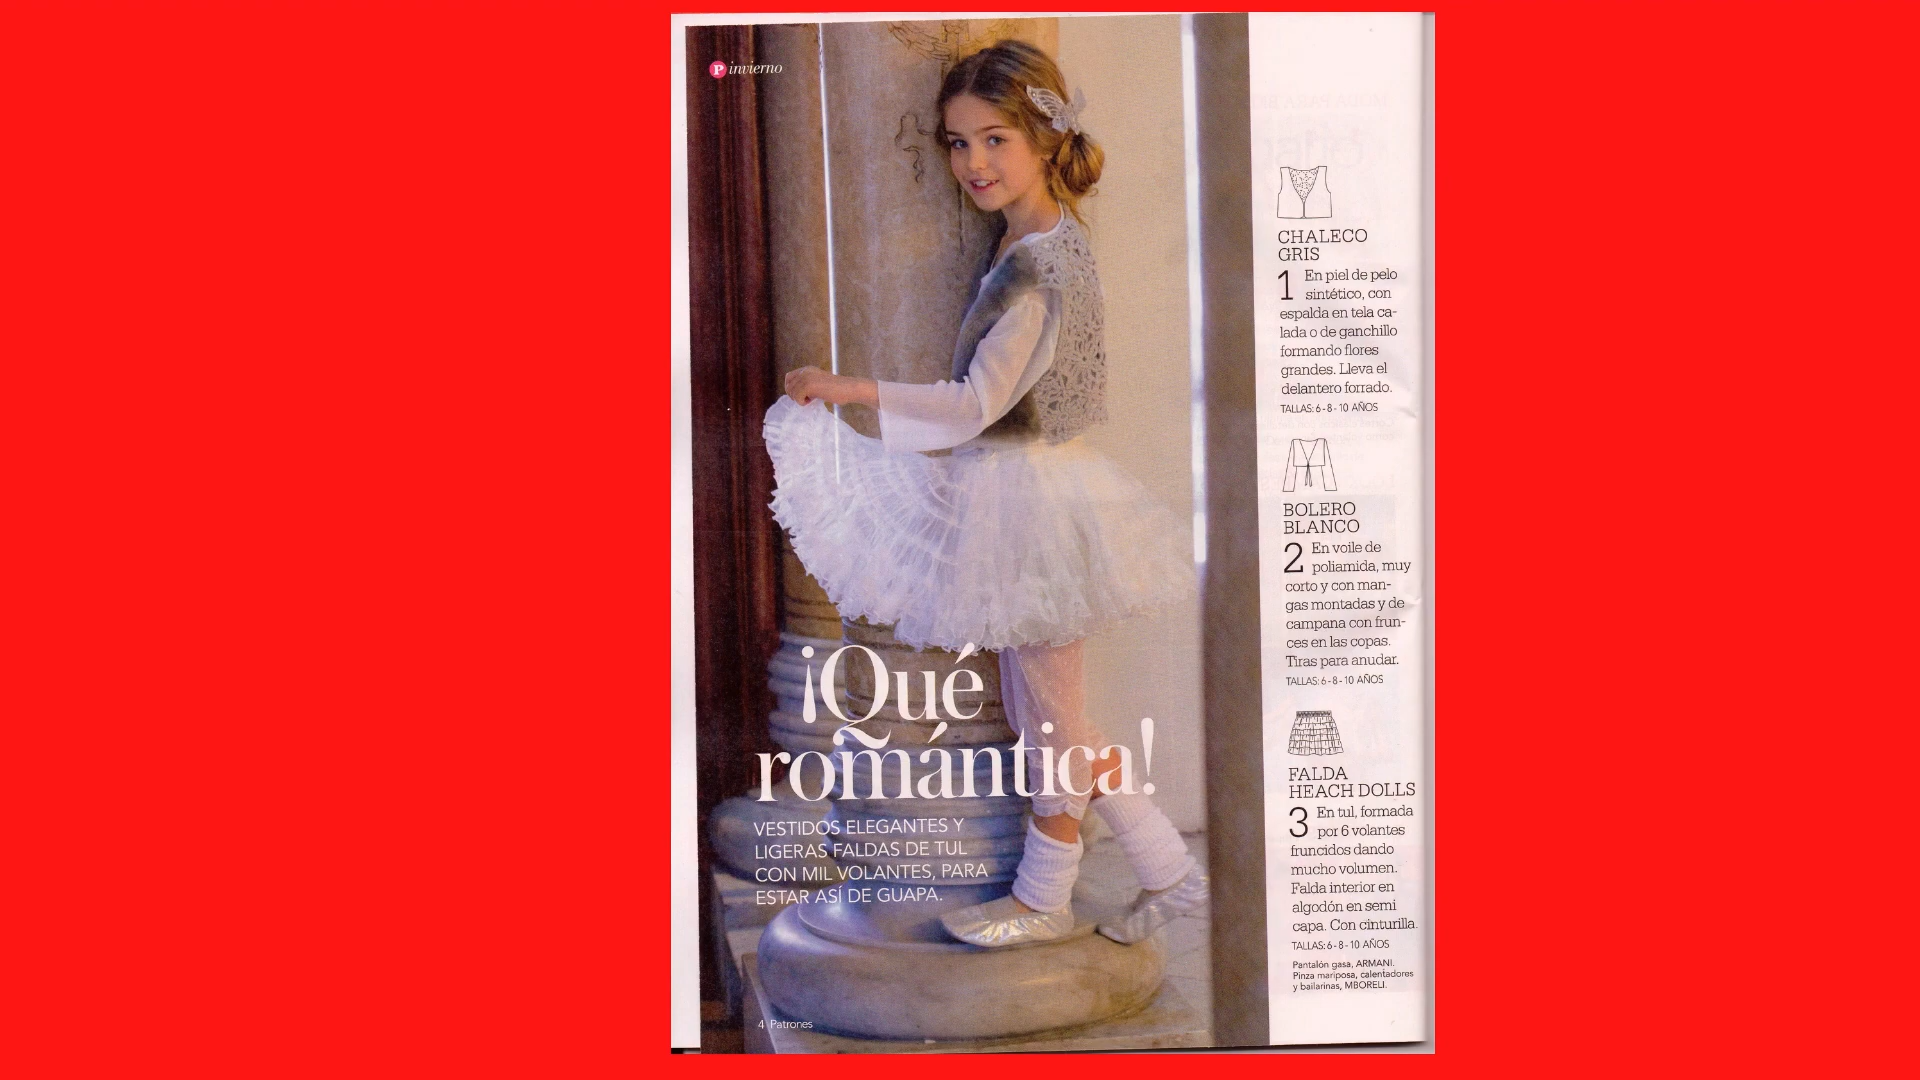 P invierno
¡Qué
romántica!
VESTIDOS ELEGANTES Y
LIGERAS FALDAS DE TUL
CON MIL VOLANTES, PARA
ESTAR ASÍ DE GUAPA.
4 Patrones
CHALECO
GRIS
1 En piel de pelo
sintético, con
espalda en tela ca-
lada o de ganchillo
formando flores
grandes. Lleva el
delantero forrado.
TALLAS: 6 - 8 - 10 AÑOS
BOLERO
BLANCO
2 En voile de
poliamida, muy
corto y con man-
gas montadas y de
campana con frun-
ces en las copas.
Tiras para anudar.
TALLAS: 6 - 8 - 10 AÑOS
FALDA
HEACH DOLLS
3 En tul, formada
por 6 volantes
fruncidos dando
mucho volumen.
Falda interior en
algodón en semi
capa. Con cinturilla.
TALLAS: 6 - 8 - 10 AÑOS
Pantalón gasa, ARMANI.
Pinza mariposa, calentadores
y bailarinas, MBORELI.